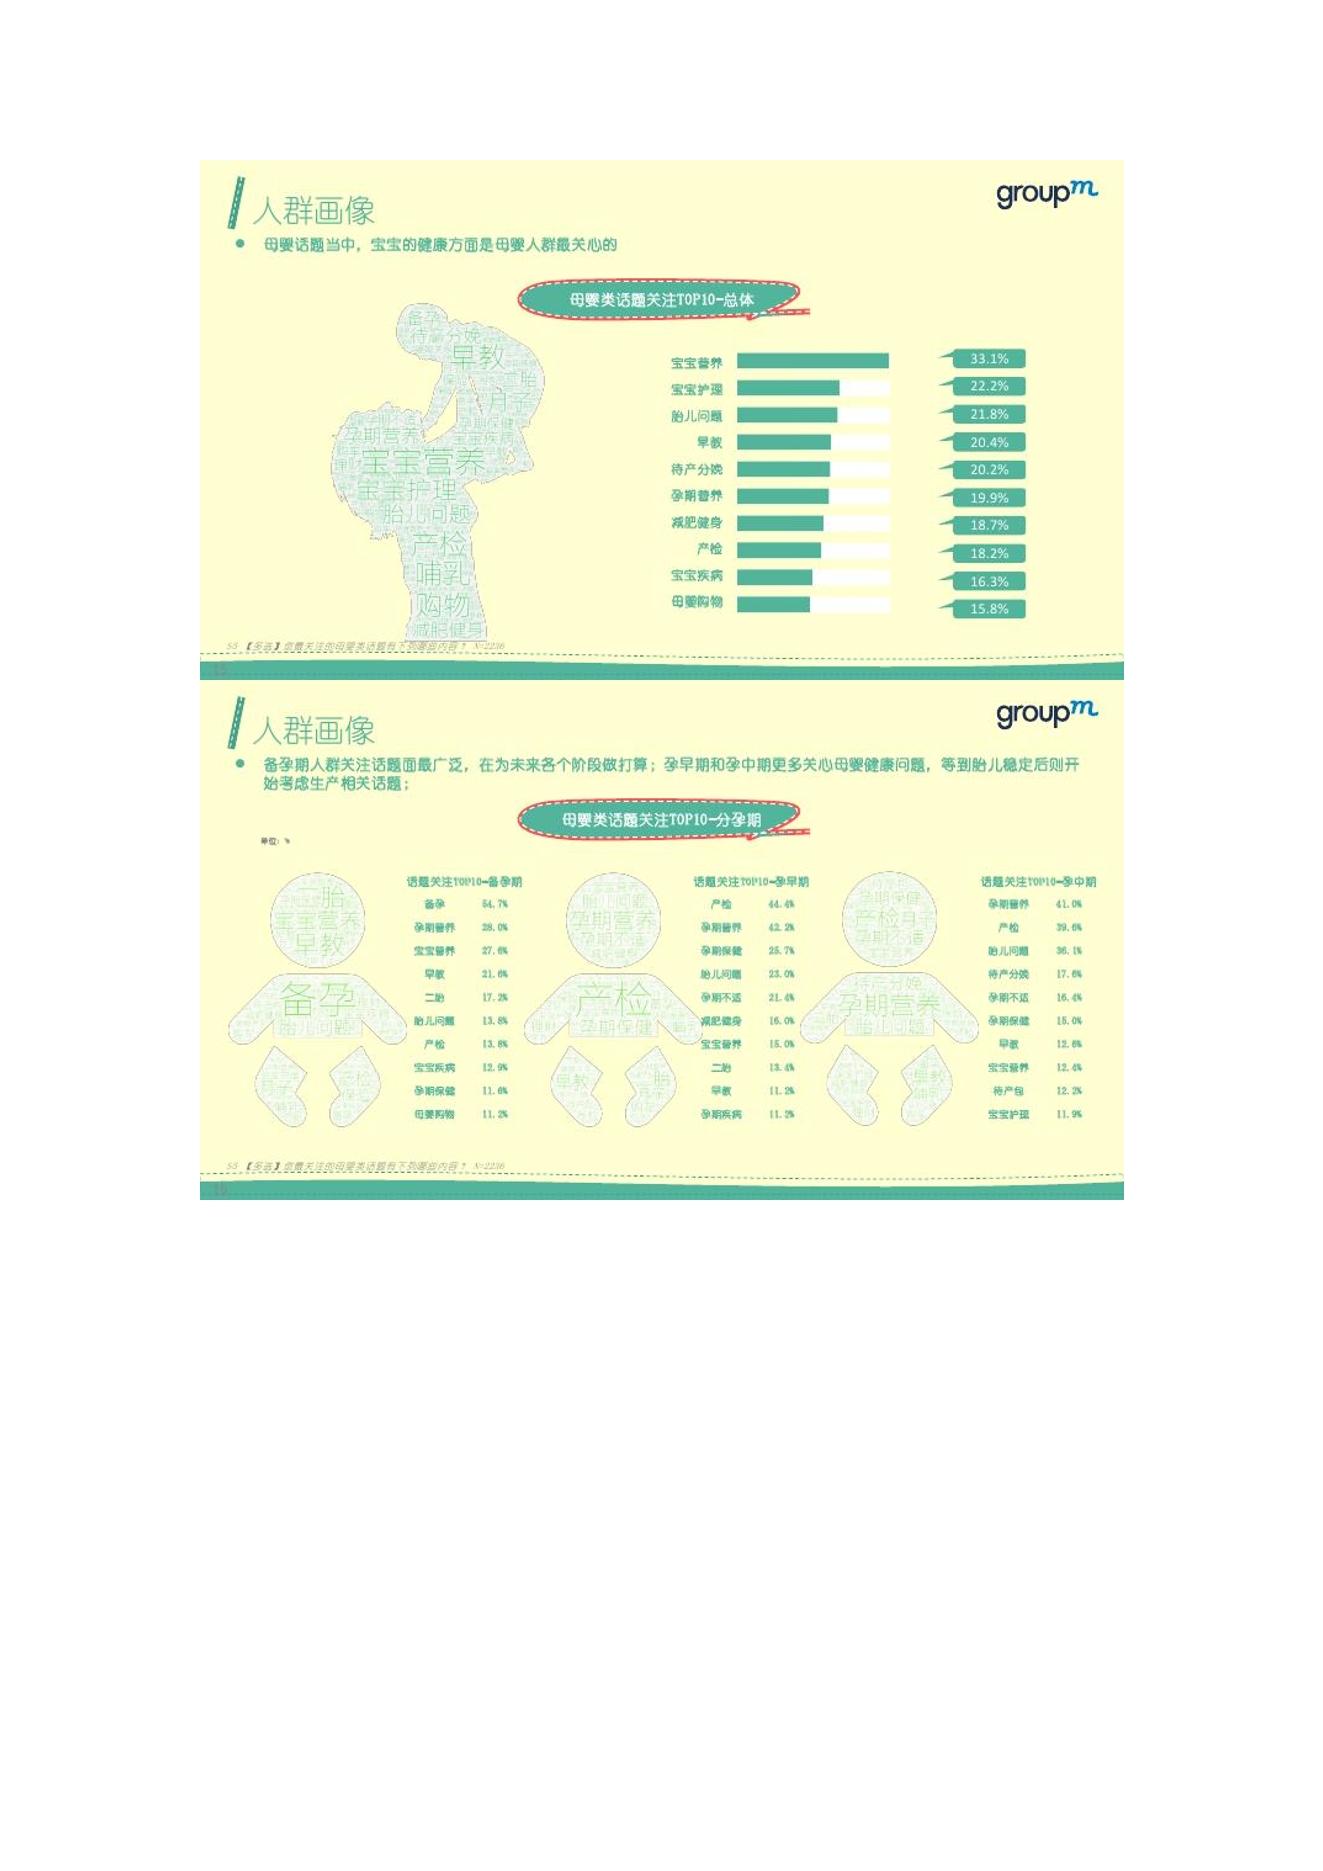 人群画像
groupm
● 母婴话题当中，宝宝的健康方面是母婴人群最关心的
母婴类话题关注TOP10-总体
备孕
待产分娩
早教
二胎
月子
孕期保健
孕期营养
宝宝疾病
宝宝营养
宝宝护理
胎儿问题
产检
哺乳
购物
减肥健身
宝宝营养 33.1%
宝宝护理 22.2%
胎儿问题 21.8%
早教 20.4%
待产分娩 20.2%
孕期营养 19.9%
减肥健身 18.7%
产检 18.2%
宝宝疾病 16.3%
母婴购物 15.8%
S5 【多选】您最关注的母婴类话题有下列哪些内容？ N=2236
人群画像
groupm
● 备孕期人群关注话题面最广泛，在为未来各个阶段做打算；孕早期和孕中期更多关心母婴健康问题，等到胎儿稳定后则开
始考虑生产相关话题；
母婴类话题关注TOP10-分孕期
单位：%
二胎
宝宝营养
早教
备孕
胎儿问题
话题关注TOP10-备孕期
备孕 54.7%
孕期营养 28.0%
宝宝营养 27.6%
早教 21.6%
二胎 17.2%
胎儿问题 13.8%
产检 13.8%
宝宝疾病 12.9%
孕期保健 11.6%
母婴购物 11.2%
胎儿问题
孕期营养
孕期不适
产检
孕期保健
早教
二胎
话题关注TOP10-孕早期
产检 44.4%
孕期营养 42.2%
孕期保健 25.7%
胎儿问题 23.0%
孕期不适 21.4%
减肥健身 16.0%
宝宝营养 15.0%
二胎 13.4%
早教 11.2%
孕期疾病 11.2%
孕期保健
产检月子
孕期不适
待产分娩
孕期营养
胎儿问题
早教
话题关注TOP10-孕中期
孕期营养 41.0%
产检 39.6%
胎儿问题 36.1%
待产分娩 17.6%
孕期不适 16.4%
孕期保健 15.0%
早教 12.6%
宝宝营养 12.4%
待产包 12.2%
宝宝护理 11.9%
S5 【多选】您最关注的母婴类话题有下列哪些内容？ N=2236